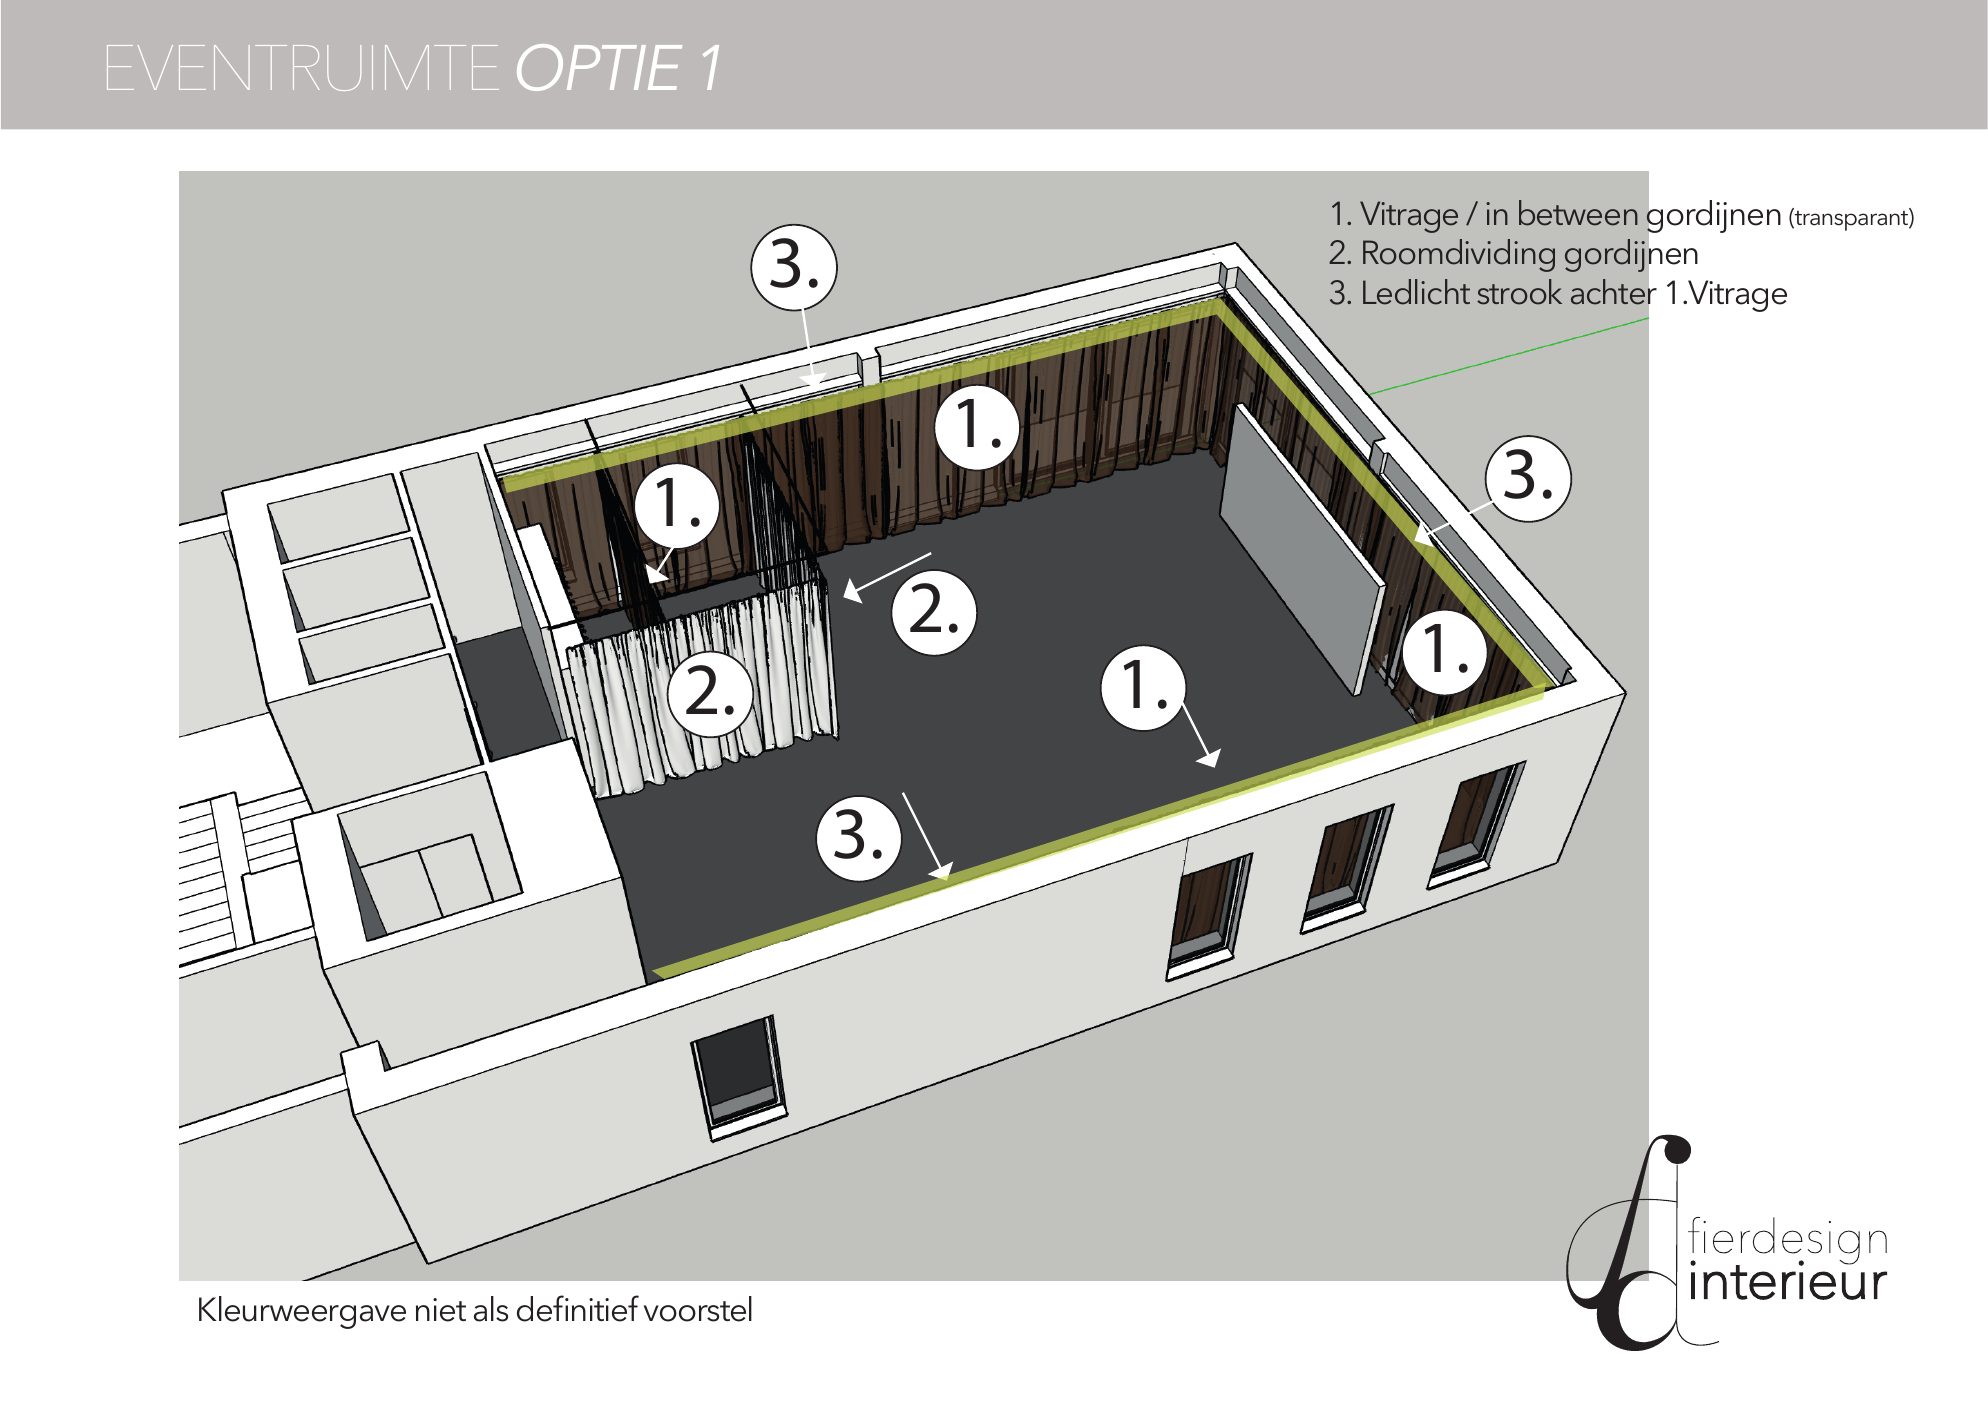 EVENTRUIMTE OPTIE 1
1. Vitrage / in between gordijnen (transparant)
2. Roomdividing gordijnen
3. Ledlicht strook achter 1.Vitrage
3.
1.
1.
3.
2.
1.
2.
1.
3.
fierdesign
interieur
Kleurweergave niet als definitief voorstel